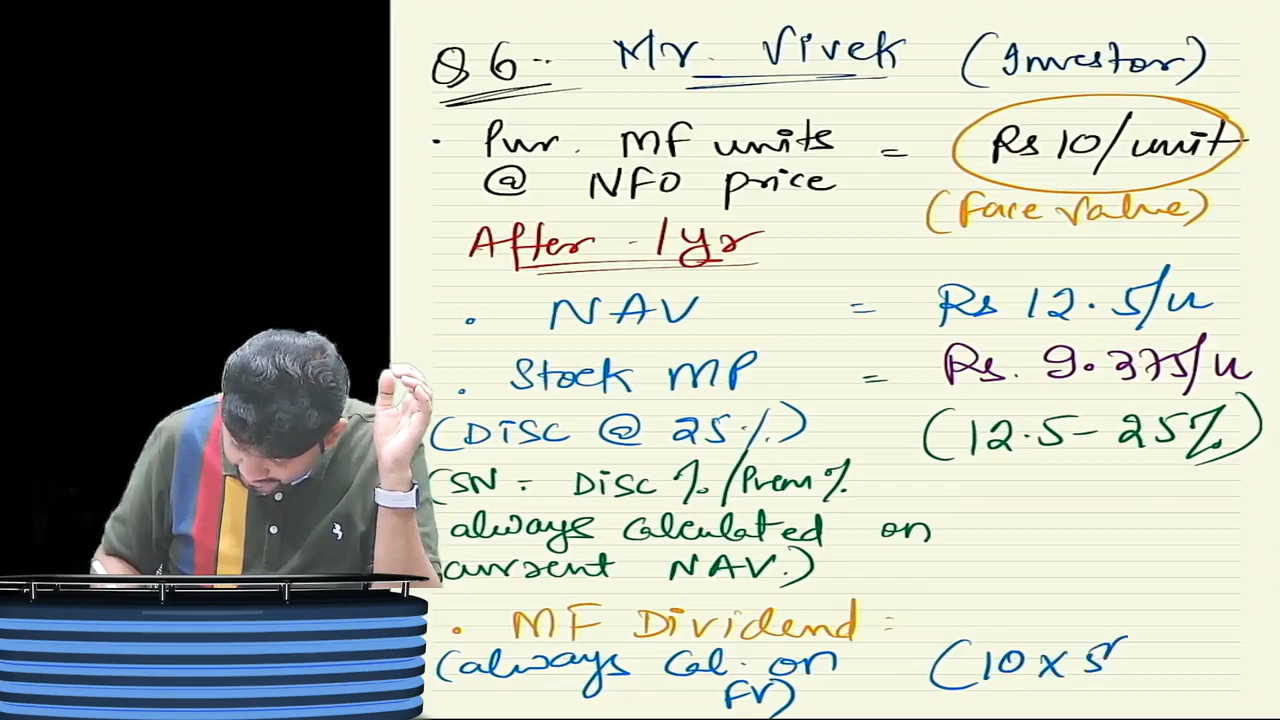 Q6.. Mr. Vivek (Investor)
• Pur. MF units = Rs 10/unit
@ NFO price
(Face Value)
After 1yr
• NAV = Rs 12.5/u
• Stock MP = Rs. 9.375/u
(DISC @ 25%) (12.5-25%)
(SN = DISC %/Prem%
always calculated on
current NAV.)
• MF Dividend =
(always Cal. on (10 x 5
FV)